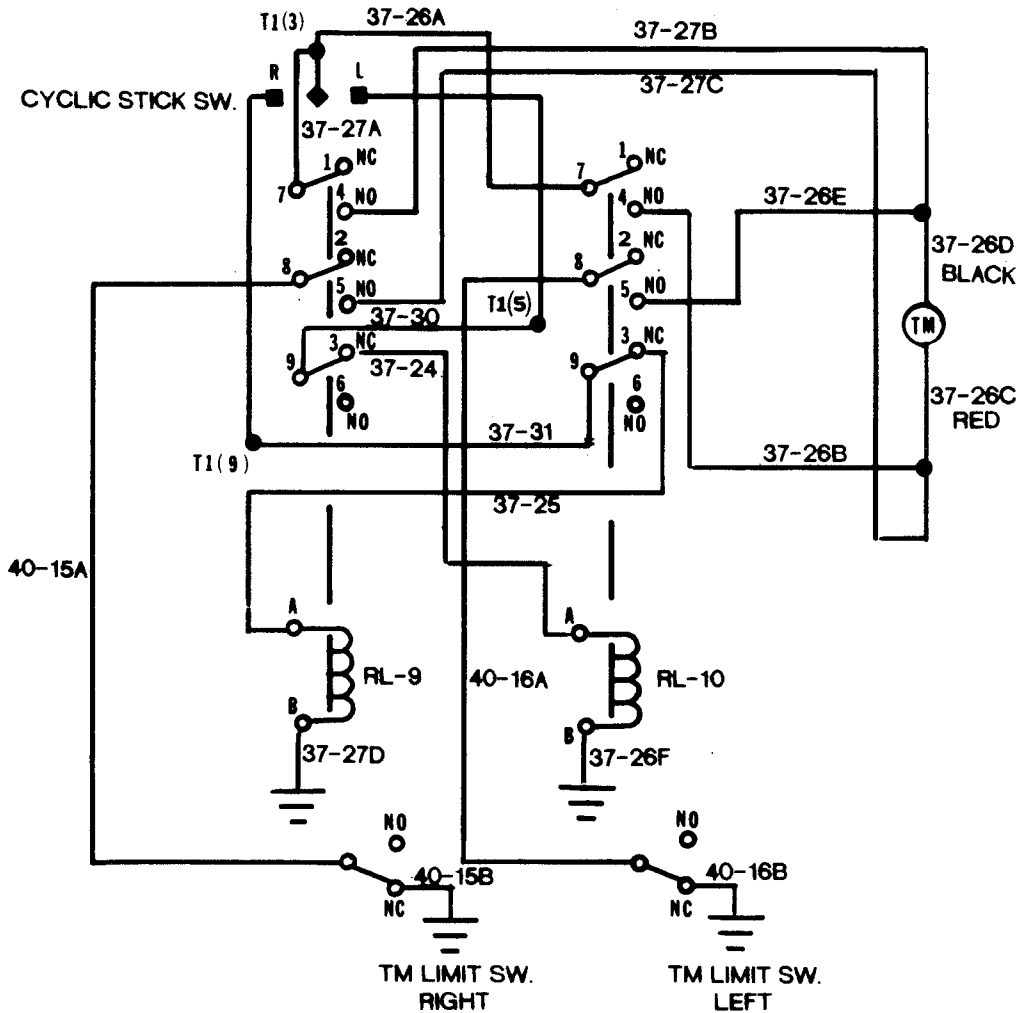 T1(3)
37-26A
37-27B
R
L
37-27C
CYCLIC STICK SW.
37-27A
1
NC
7
4
NO
2
NC
8
5
NO
37-30
T1(5)
3
NC
9
37-24
6
NO
1
NC
7
4
NO
37-26E
2
NC
8
5
NO
37-26D
BLACK
TM
3
NC
9
6
NO
37-26C
RED
37-31
37-26B
T1(9)
37-25
40-15A
A
A
RL-9
40-16A
RL-10
B
B
37-27D
37-26F
NO
NO
40-15B
40-16B
NC
NC
TM LIMIT SW.
RIGHT
TM LIMIT SW.
LEFT